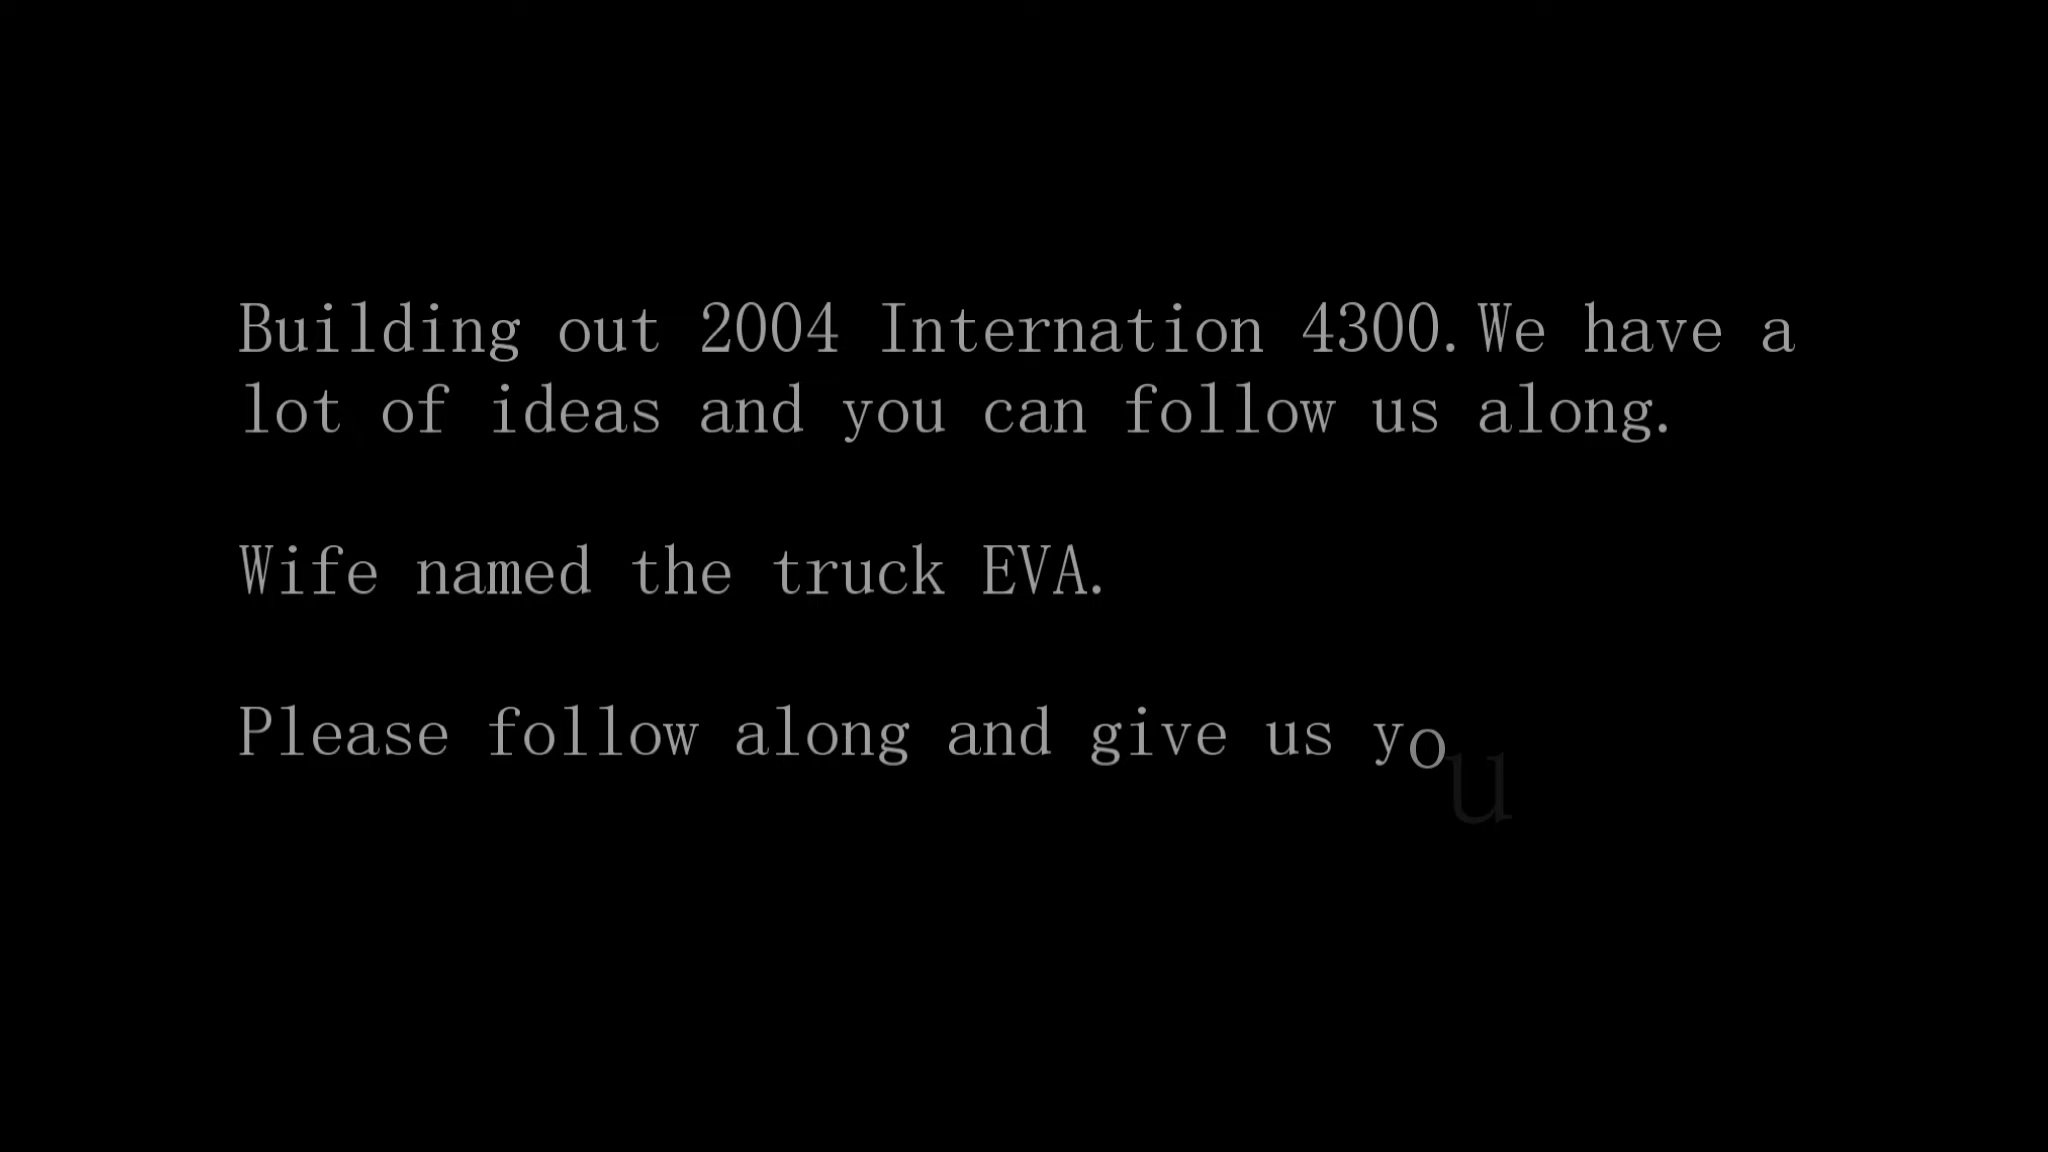 Building out 2004 Internation 4300.We have a
lot of ideas and you can follow us along.
Wife named the truck EVA.
Please follow along and give us you